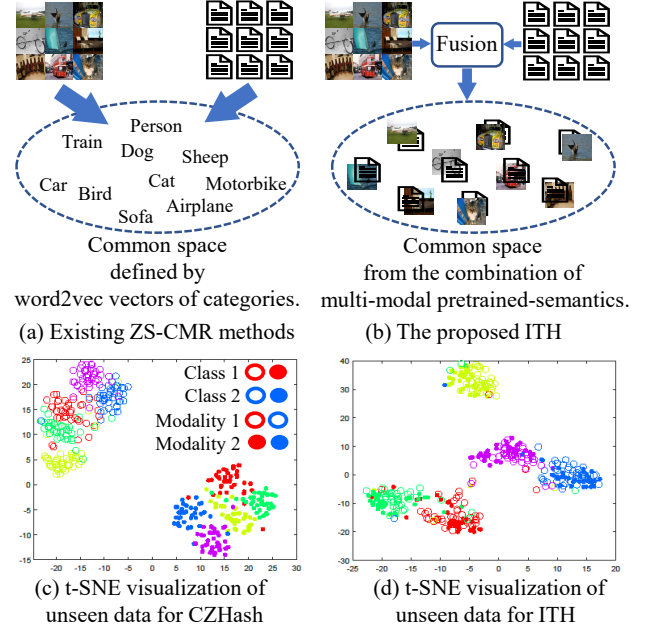 Fusion
Train
Person
Dog
Sheep
Car
Bird
Cat
Motorbike
Sofa
Airplane
Common space
defined by
word2vec vectors of categories.
(a) Existing ZS-CMR methods
Common space
from the combination of
multi-modal pretrained-semantics.
(b) The proposed ITH
25
20
15
10
5
0
-5
-10
-15
-20 -15 -10 -5 0 5 10 15 20 25 30
Class 1
Class 2
Modality 1
Modality 2
(c) t-SNE visualization of
unseen data for CZHash
40
30
20
10
0
-10
-20
-30
-25 -20 -15 -10 -5 0 5 10 15 20
(d) t-SNE visualization of
unseen data for ITH